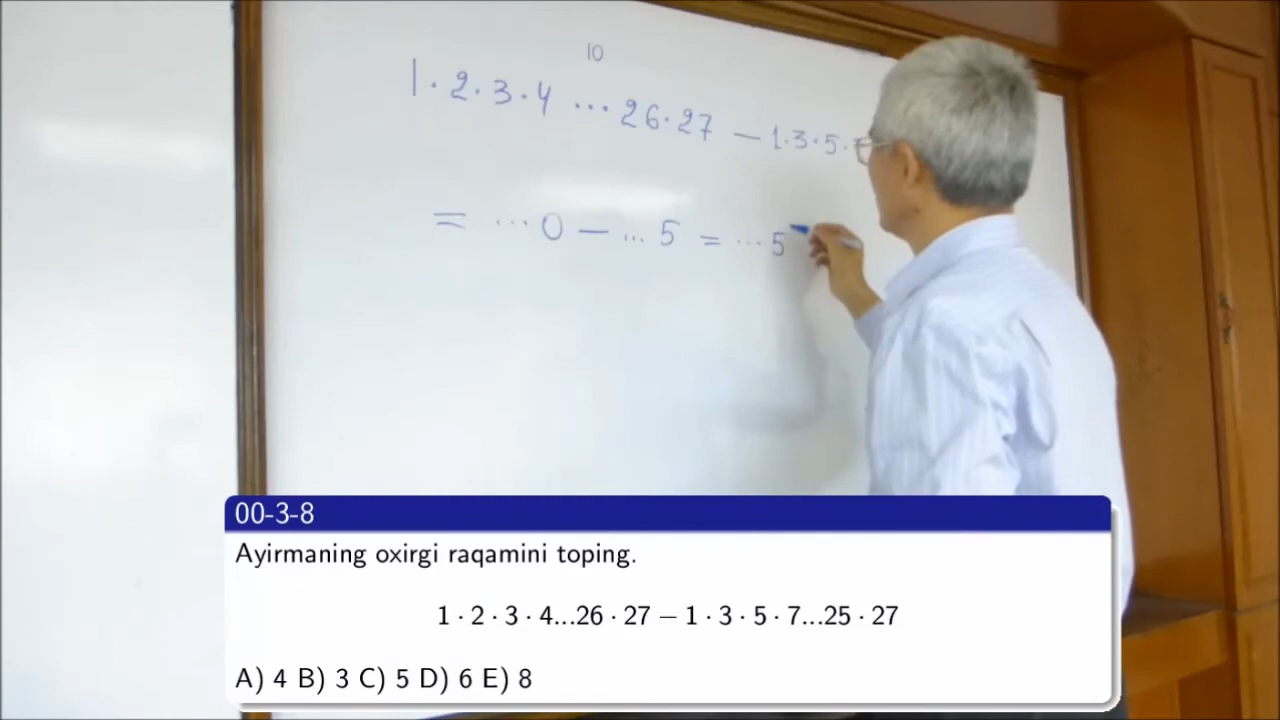 10
1 · 2 · 3 · 4 ... 26 · 27 — 1 · 3 · 5 ·
= ... 0 — ... 5 = ... 5
00-3-8
Ayirmaning oxirgi raqamini toping.
1 · 2 · 3 · 4...26 · 27 − 1 · 3 · 5 · 7...25 · 27
A) 4 B) 3 C) 5 D) 6 E) 8